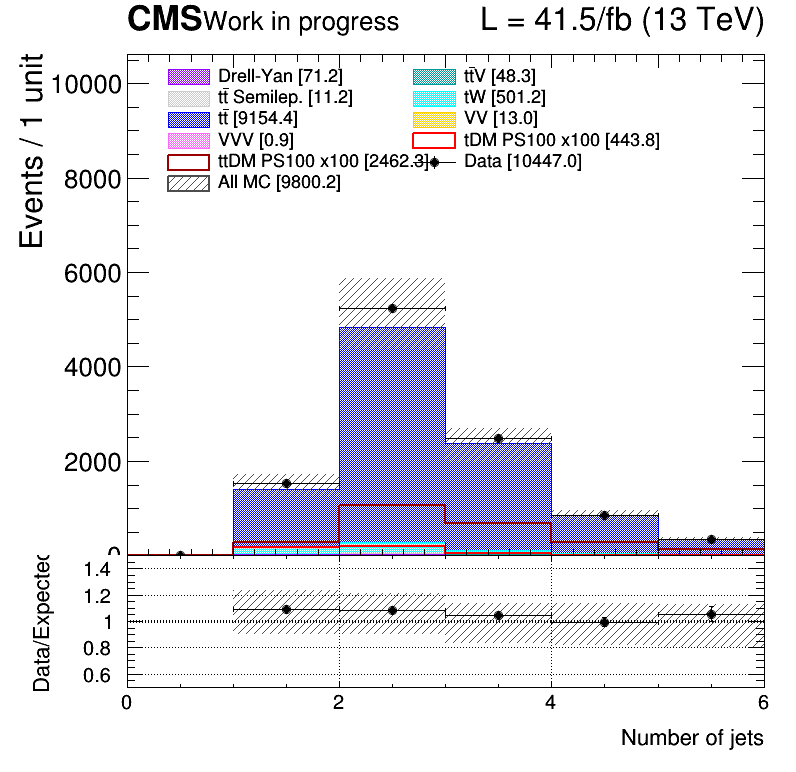 CMS Work in progress L = 41.5/fb (13 TeV)
Events / 1 unit
10000
8000
6000
4000
2000
0
Drell-Yan [71.2]
tt̄V [48.3]
tt̄ Semilep. [11.2]
tW [501.2]
tt̄ [9154.4]
VV [13.0]
VVV [0.9]
tDM PS100 x100 [443.8]
ttDM PS100 x100 [2462.3]
Data [10447.0]
All MC [9800.2]
Data/Expected
1.4
1.2
1
0.8
0.6
0 2 4 6
Number of jets